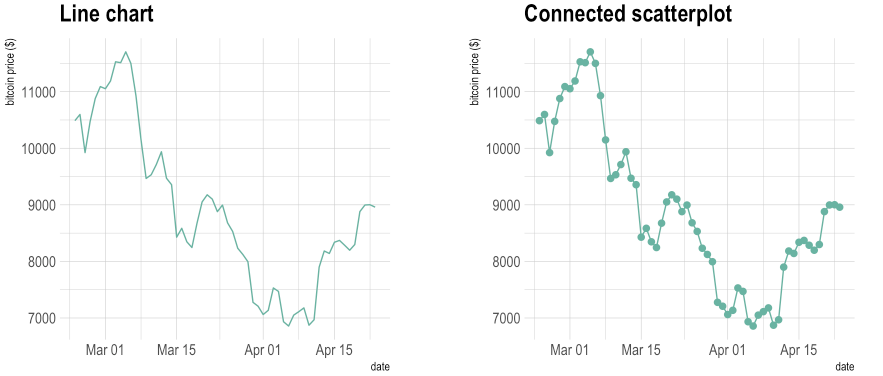 Line chart
bitcoin price ($)
11000
10000
9000
8000
7000
Mar 01 Mar 15 Apr 01 Apr 15
date
Connected scatterplot
bitcoin price ($)
11000
10000
9000
8000
7000
Mar 01 Mar 15 Apr 01 Apr 15
date